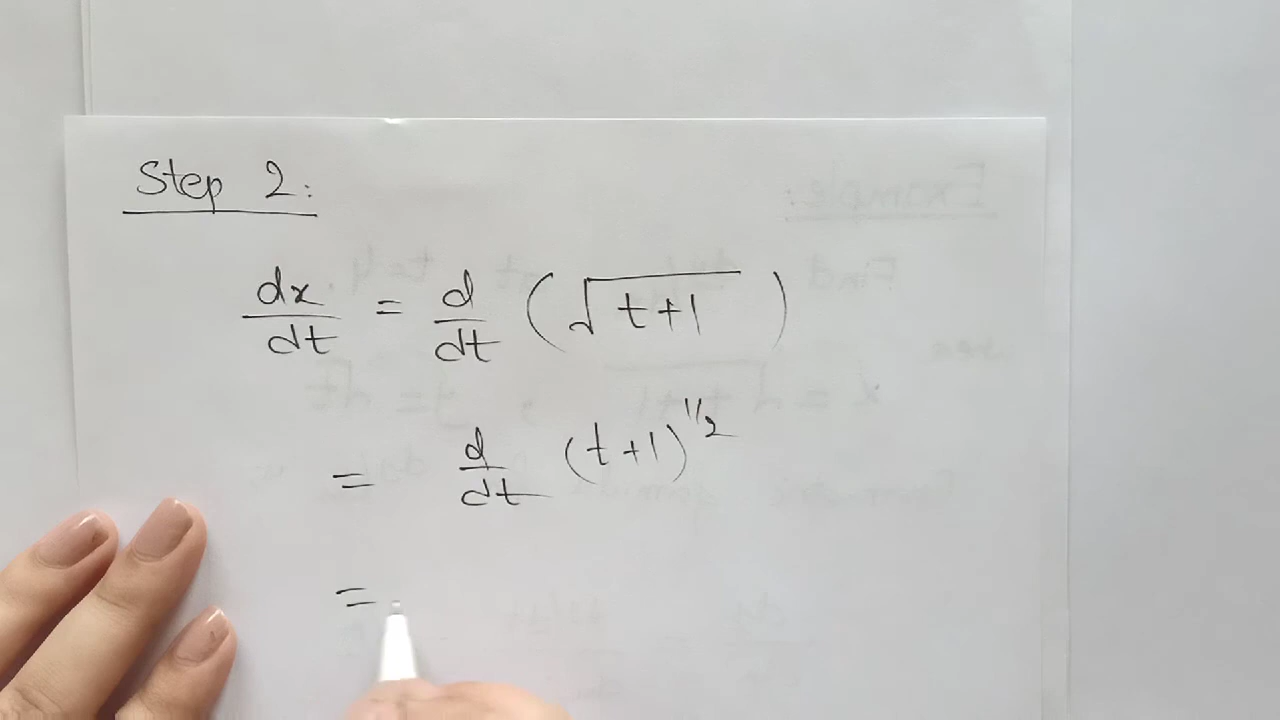 Step 2:
dx/dt = d/dt (√t+1)
= d/dt (t+1)^1/2
=